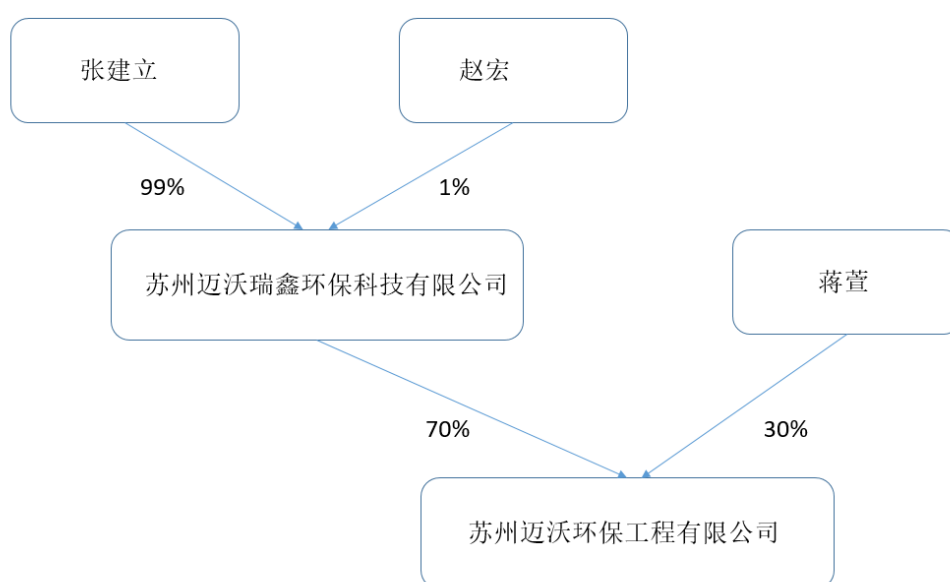 张建立
赵宏
99%
1%
苏州迈沃瑞鑫环保科技有限公司
蒋萱
70%
30%
苏州迈沃环保工程有限公司